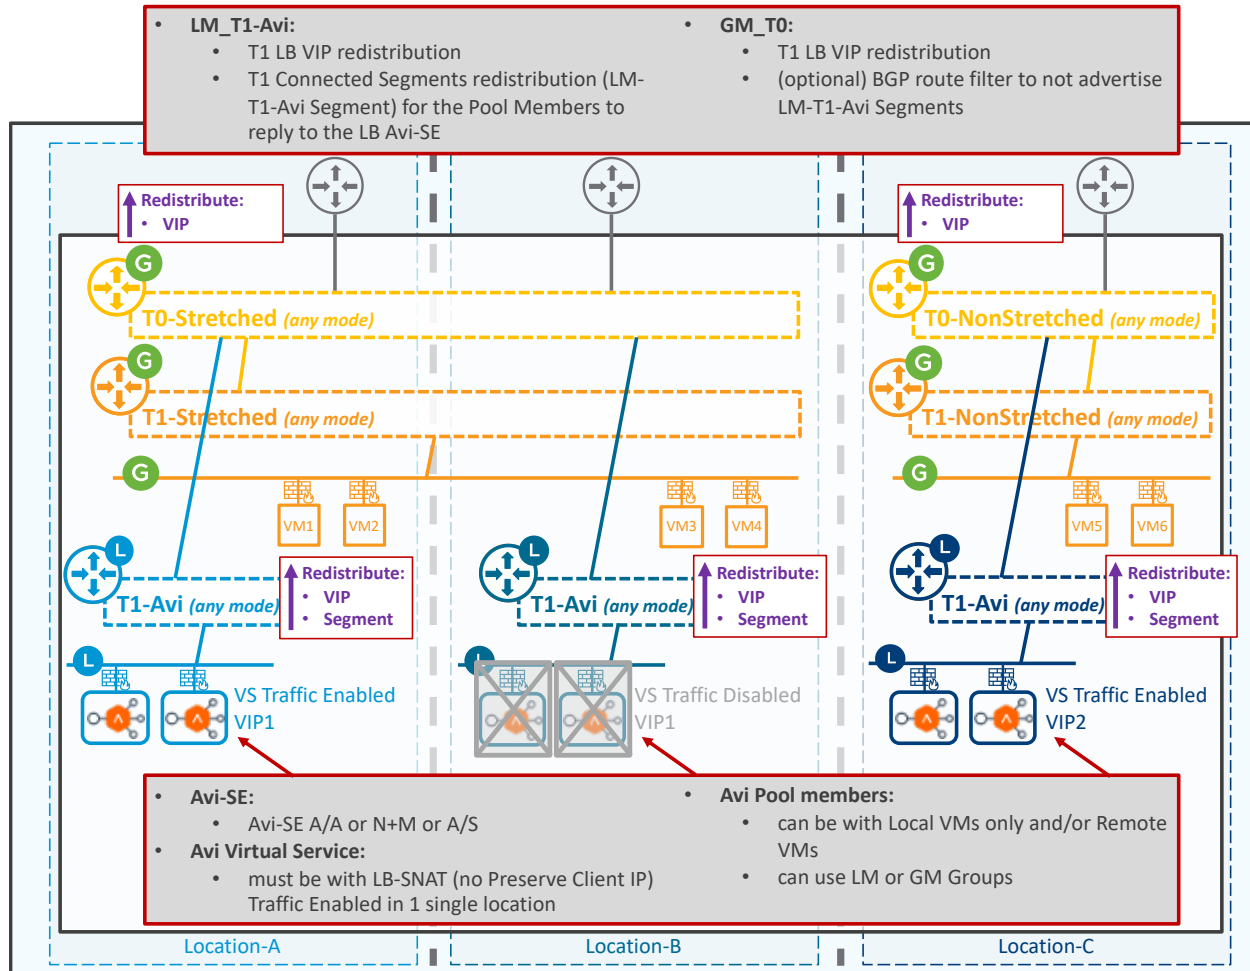 • LM_T1-Avi:
• T1 LB VIP redistribution
• T1 Connected Segments redistribution (LM-
T1-Avi Segment) for the Pool Members to
reply to the LB Avi-SE
• GM_T0:
• T1 LB VIP redistribution
• (optional) BGP route filter to not advertise
LM-T1-Avi Segments
Redistribute:
• VIP
Redistribute:
• VIP
G
T0-Stretched (any mode)
G
T0-NonStretched (any mode)
G
T1-Stretched (any mode)
G
T1-NonStretched (any mode)
G
G
VM1
VM2
VM3
VM4
VM5
VM6
L
T1-Avi (any mode)
Redistribute:
• VIP
• Segment
L
T1-Avi (any mode)
Redistribute:
• VIP
• Segment
L
T1-Avi (any mode)
Redistribute:
• VIP
• Segment
L
VS Traffic Enabled
VIP1
L
VS Traffic Disabled
VIP1
L
VS Traffic Enabled
VIP2
• Avi-SE:
• Avi-SE A/A or N+M or A/S
• Avi Virtual Service:
• must be with LB-SNAT (no Preserve Client IP)
Traffic Enabled in 1 single location
• Avi Pool members:
• can be with Local VMs only and/or Remote
VMs
• can use LM or GM Groups
Location-A
Location-B
Location-C